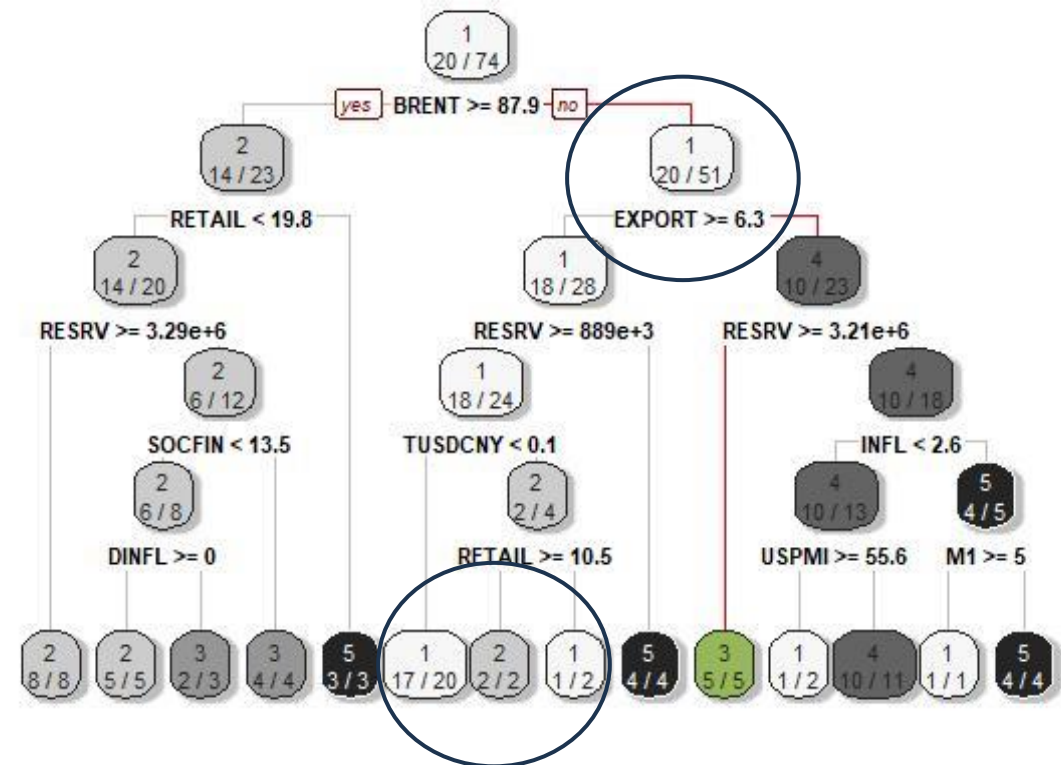 1
20 / 74
yes BRENT >= 87.9 no
2
14 / 23
1
20 / 51
RETAIL < 19.8
EXPORT >= 6.3
2
14 / 20
1
18 / 28
4
10 / 23
RESRV >= 3.29e+6
RESRV >= 889e+3
RESRV >= 3.21e+6
2
6 / 12
1
18 / 24
4
10 / 18
SOCFIN < 13.5
TUSDCNY < 0.1
INFL < 2.6
2
6 / 8
2
2 / 4
4
10 / 13
5
4 / 5
DINFL >= 0
RETAIL >= 10.5
USPMI >= 55.6
M1 >= 5
2
8 / 8
2
5 / 5
3
2 / 3
3
4 / 4
5
3 / 3
1
17 / 20
2
2 / 2
1
1 / 2
5
4 / 4
3
5 / 5
1
1 / 2
4
10 / 11
1
1 / 1
5
4 / 4